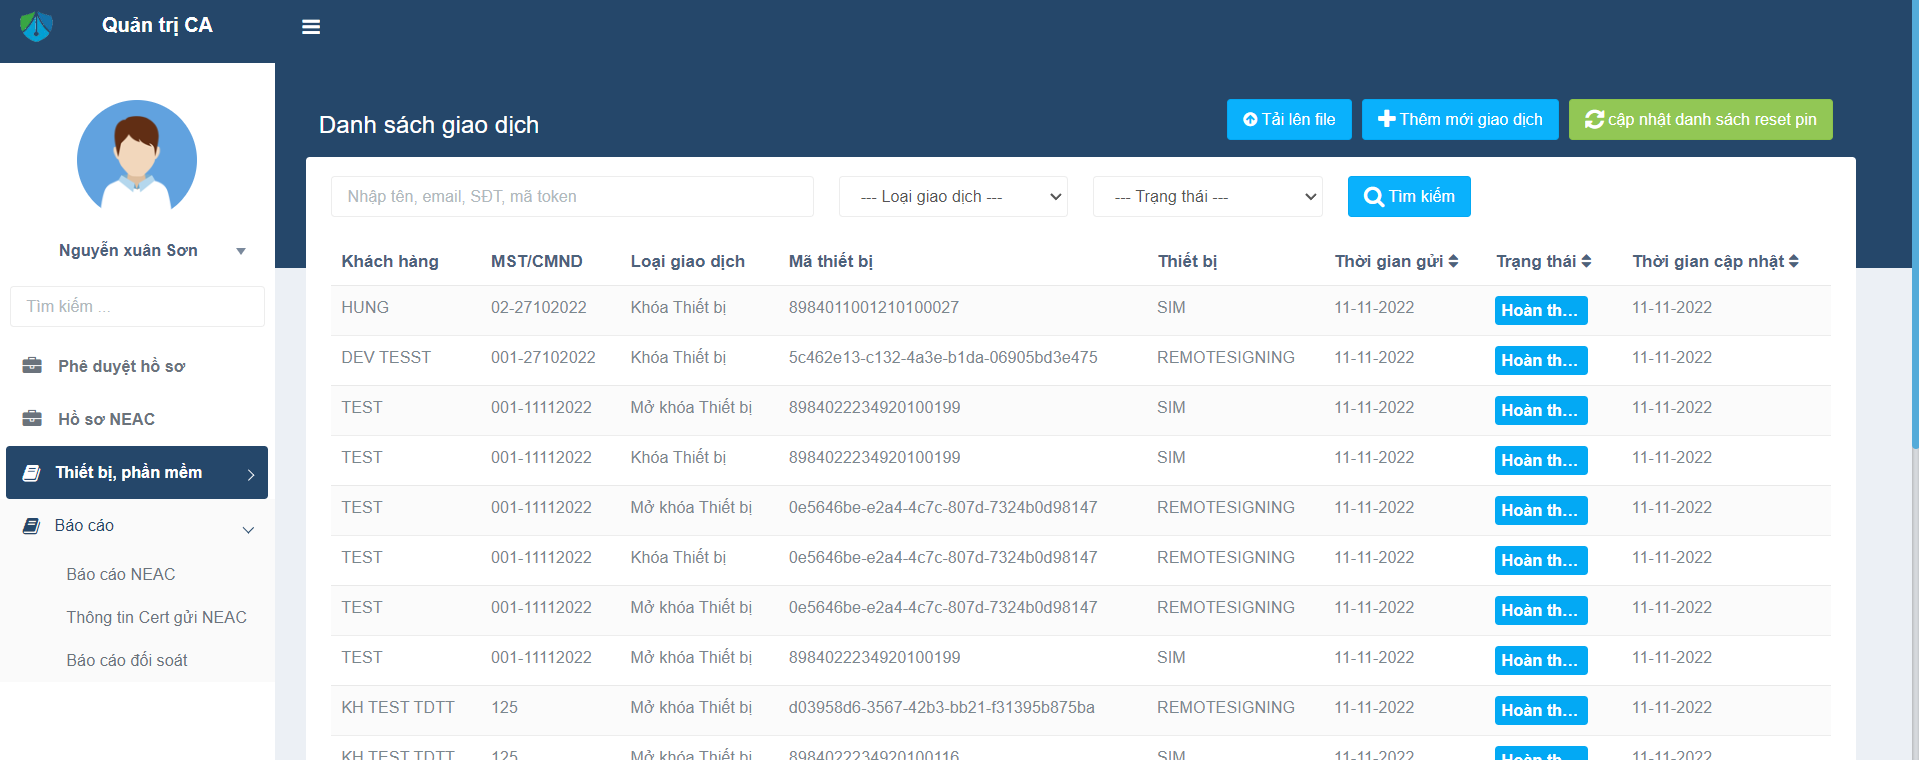 Quản trị CA
Nguyễn xuân Sơn
Tìm kiếm ...
Phê duyệt hồ sơ
Hồ sơ NEAC
Thiết bị, phần mềm
Báo cáo
Báo cáo NEAC
Thông tin Cert gửi NEAC
Báo cáo đối soát
Danh sách giao dịch
Tải lên file
Thêm mới giao dịch
cập nhật danh sách reset pin
Nhập tên, email, SĐT, mã token
--- Loại giao dịch ---
--- Trạng thái ---
Tìm kiếm
Khách hàng MST/CMND Loại giao dịch Mã thiết bị Thiết bị Thời gian gửi Trạng thái Thời gian cập nhật
HUNG 02-27102022 Khóa Thiết bị 8984011001210100027 SIM 11-11-2022 Hoàn th... 11-11-2022
DEV TESST 001-27102022 Khóa Thiết bị 5c462e13-c132-4a3e-b1da-06905bd3e475 REMOTESIGNING 11-11-2022 Hoàn th... 11-11-2022
TEST 001-11112022 Mở khóa Thiết bị 8984022234920100199 SIM 11-11-2022 Hoàn th... 11-11-2022
TEST 001-11112022 Khóa Thiết bị 8984022234920100199 SIM 11-11-2022 Hoàn th... 11-11-2022
TEST 001-11112022 Mở khóa Thiết bị 0e5646be-e2a4-4c7c-807d-7324b0d98147 REMOTESIGNING 11-11-2022 Hoàn th... 11-11-2022
TEST 001-11112022 Khóa Thiết bị 0e5646be-e2a4-4c7c-807d-7324b0d98147 REMOTESIGNING 11-11-2022 Hoàn th... 11-11-2022
TEST 001-11112022 Mở khóa Thiết bị 0e5646be-e2a4-4c7c-807d-7324b0d98147 REMOTESIGNING 11-11-2022 Hoàn th... 11-11-2022
TEST 001-11112022 Mở khóa Thiết bị 8984022234920100199 SIM 11-11-2022 Hoàn th... 11-11-2022
KH TEST TDTT 125 Mở khóa Thiết bị d03958d6-3567-42b3-bb21-f31395b875ba REMOTESIGNING 11-11-2022 Hoàn th... 11-11-2022
KH TEST TDTT 125 Mở khóa Thiết bị 8984022234920100116 SIM 11-11-2022 Hoàn th... 11-11-2022